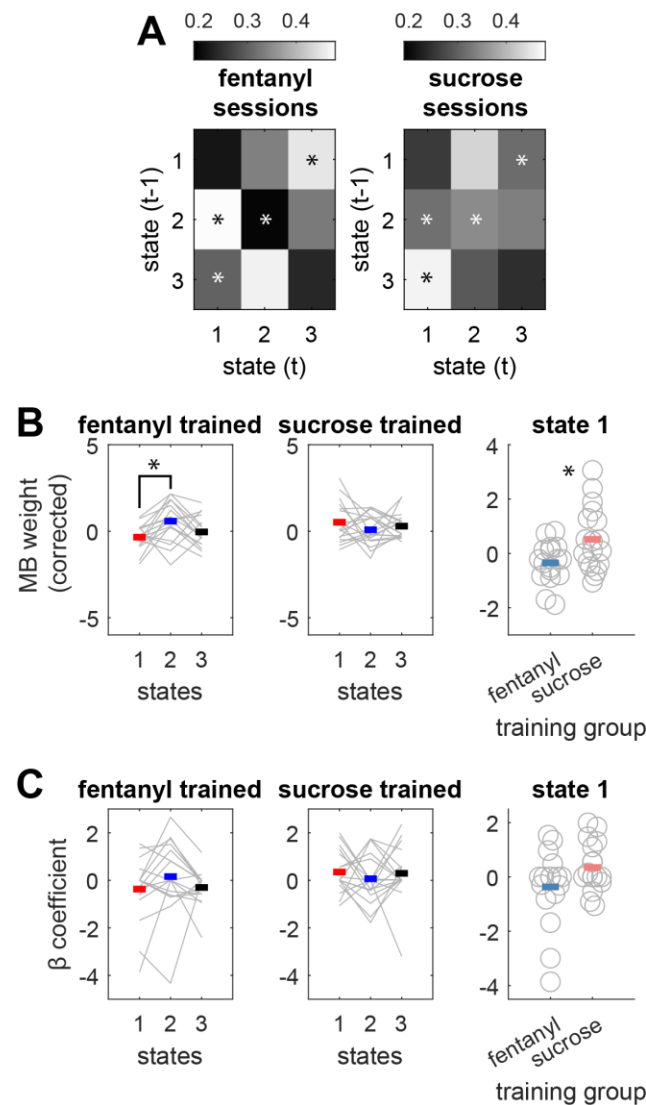 A
0.2 0.4 0.2 0.4
fentanyl sucrose
sessions sessions
state (t-1)
1
2
3
* * * *
* * * *
1 2 3 1 2 3
state (t) state (t)
B
fentanyl trained sucrose trained state 1
MB weight
(corrected)
5 5 4
* *
2
0 0 0
-2
-5 -5
1 2 3 1 2 3
states states
fentanyl
sucrose
training group
C
fentanyl trained sucrose trained state 1
β coefficient
2 2 2
0 0 0
-2 -2 -2
-4 -4 -4
1 2 3 1 2 3
states states
fentanyl
sucrose
training group